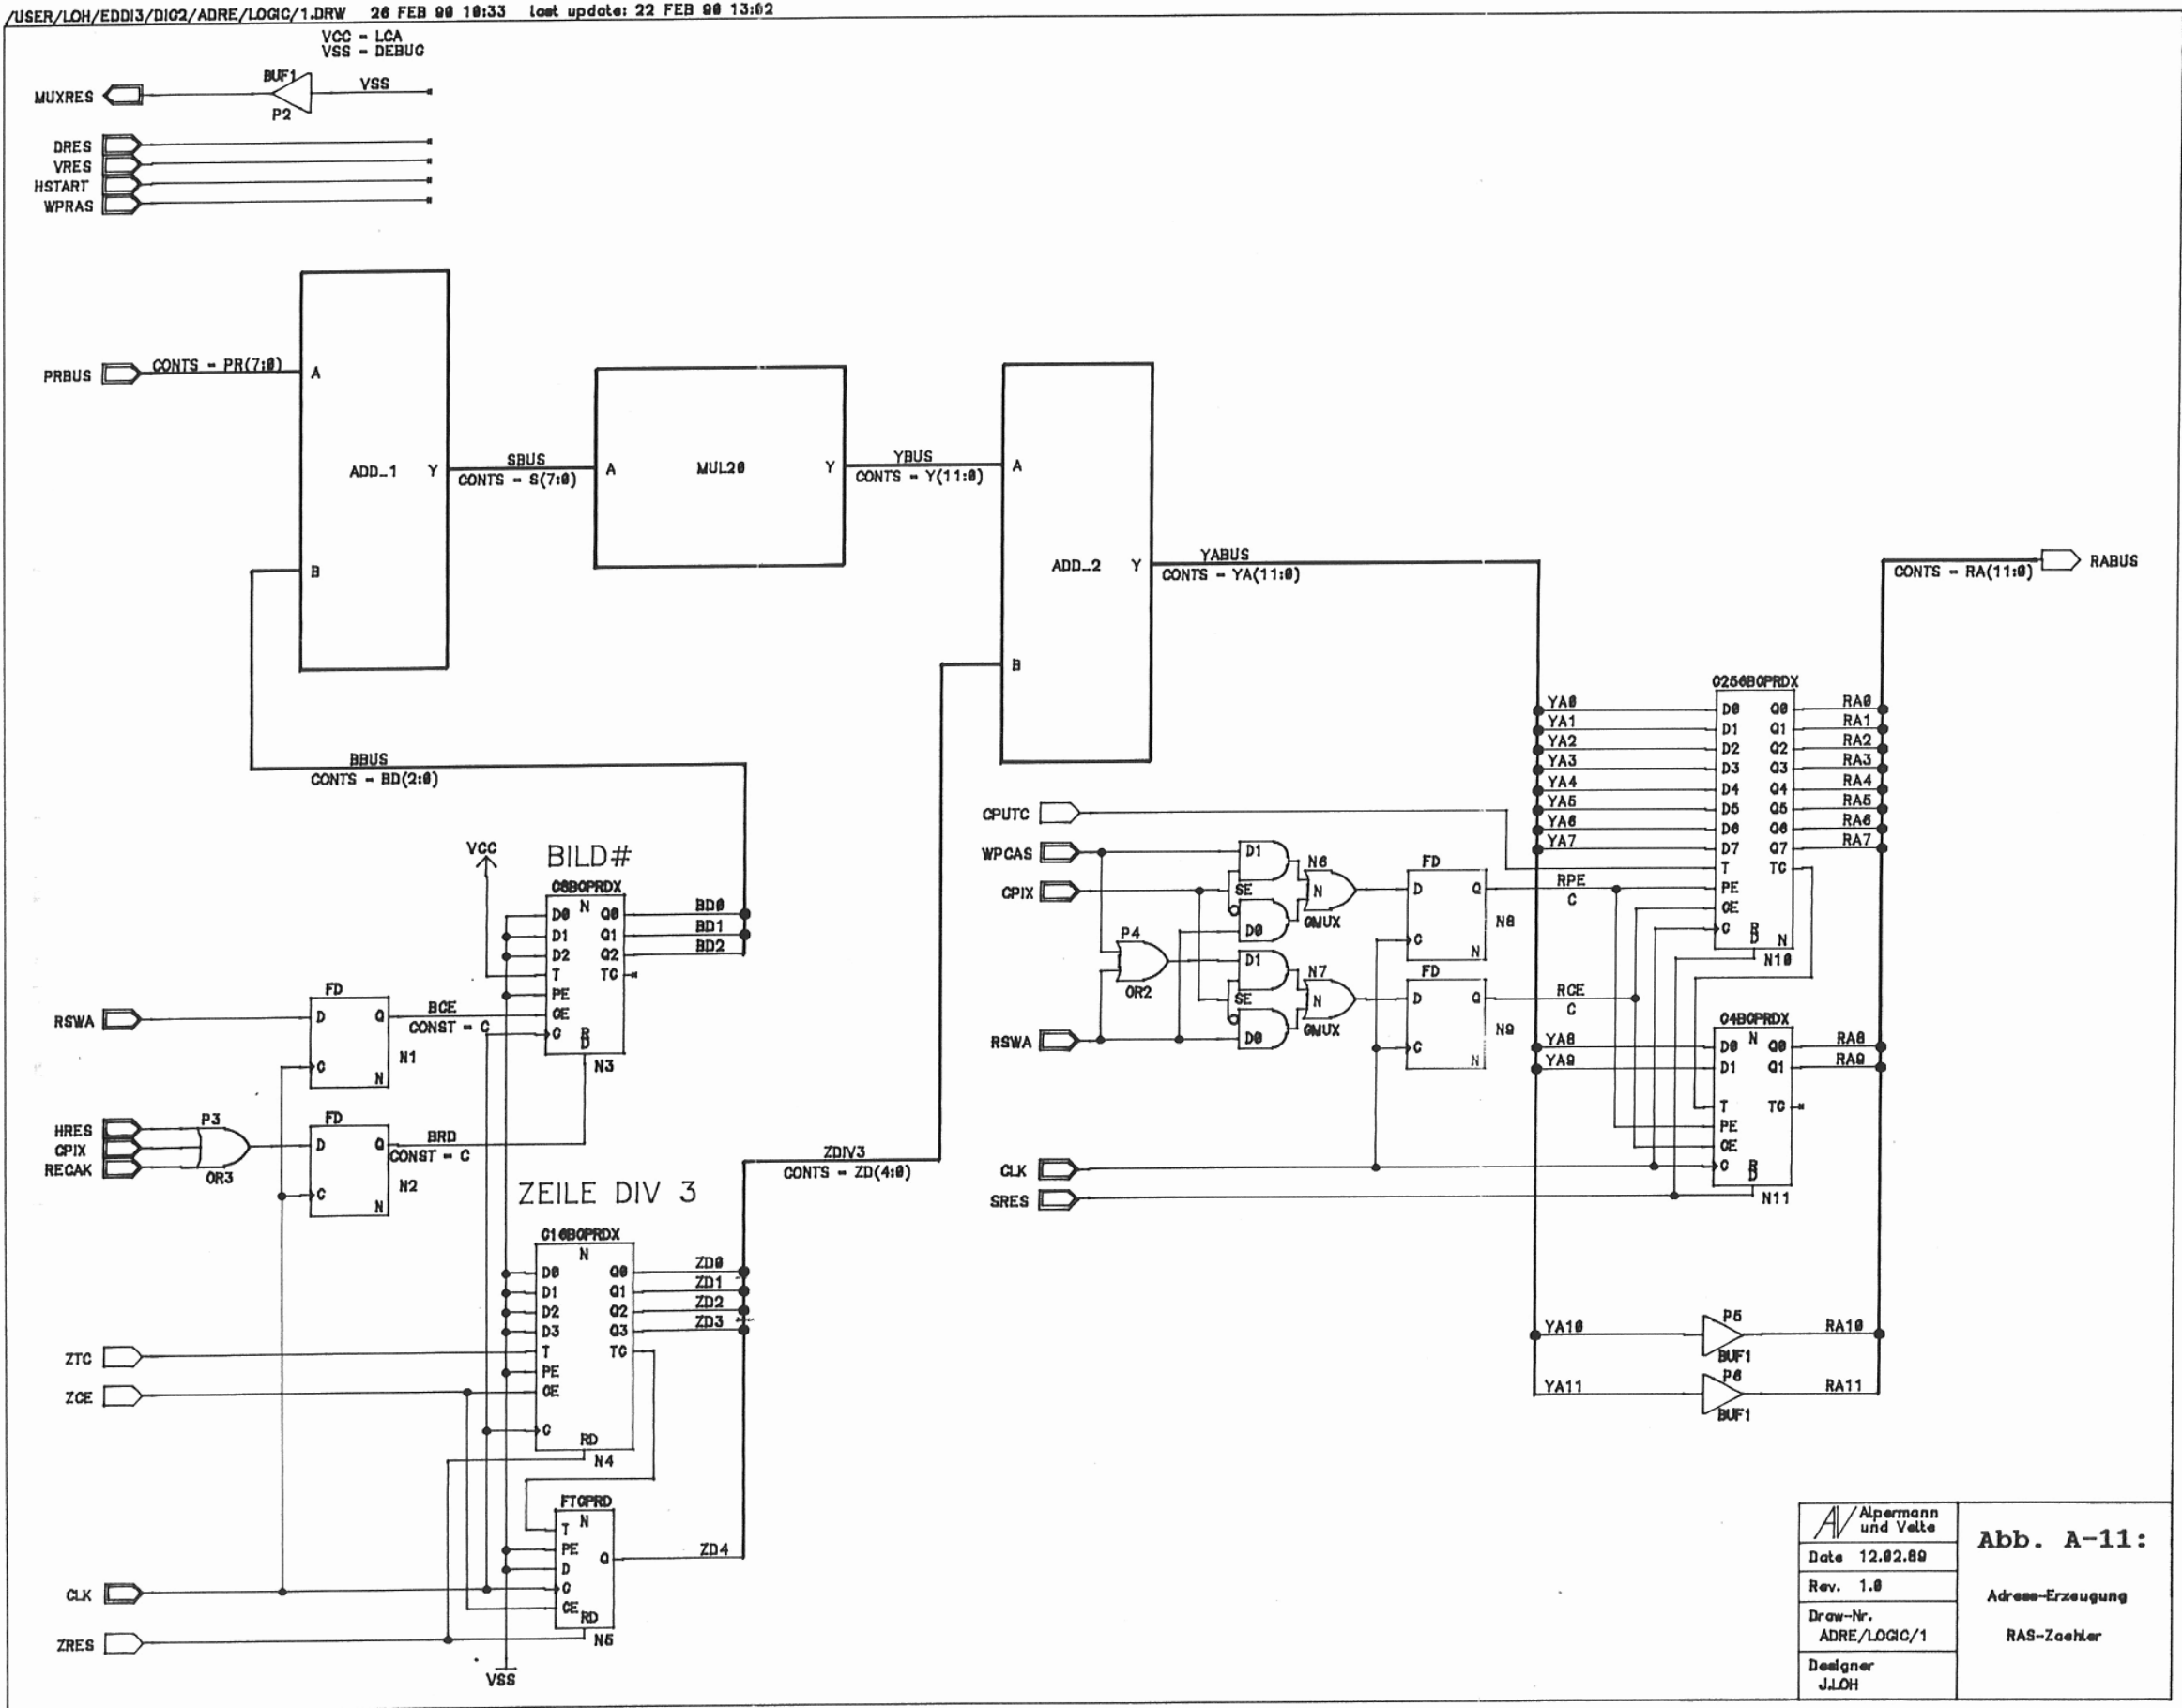 /USER/LOH/EDDI3/DIG2/ADRE/LOGIC/1.DRW 26 FEB 90 10:33 last update: 22 FEB 90 13:02
VCC = LCA
VSS = DEBUG
MUXRES
BUF1
P2
VSS
DRES
VRES
HSTART
WPRAS
PRBUS
CONTS = PR(7:0)
A
B
ADD_1
Y
SBUS
CONTS = S(7:0)
A
MUL20
Y
YBUS
CONTS = Y(11:0)
A
B
ADD_2
Y
YABUS
CONTS = YA(11:0)
CONTS = RA(11:0)
RABUS
BBUS
CONTS = BD(2:0)
VCC
BILD#
C8BCPRDX
N
D0 Q0 BD0
D1 Q1 BD1
D2 Q2 BD2
T TC
PE
CE
C
RD
N3
RSWA
FD
D Q
C
N
N1
BCE
CONST = C
HRES
CPIX
RECAK
P3
OR3
FD
D Q
C
N
N2
BRD
CONST = C
ZEILE DIV 3
C16BCPRDX
N
D0 Q0 ZD0
D1 Q1 ZD1
D2 Q2 ZD2
D3 Q3 ZD3
T TC
PE
CE
C
RD
N4
ZTC
ZCE
FTCPRD
N
T
PE
D
C
CE
RD
Q
ZD4
N5
CLK
ZRES
VSS
ZDIV3
CONTS = ZD(4:0)
CPUTC
WPCAS
CPIX
RSWA
P4
OR2
D1
SE
D0
N6
N
GMUX
D1
SE
D0
N7
N
GMUX
FD
D Q
C
N
N8
FD
D Q
C
N
N9
RPE
C
RCE
C
CLK
SRES
C256BCPRDX
YA0 D0 Q0 RA0
YA1 D1 Q1 RA1
YA2 D2 Q2 RA2
YA3 D3 Q3 RA3
YA4 D4 Q4 RA4
YA5 D5 Q5 RA5
YA6 D6 Q6 RA6
YA7 D7 Q7 RA7
T TC
PE
CE
C
RD
N
N10
C4BCPRDX
N
YA8 D0 Q0 RA8
YA9 D1 Q1 RA9
T TC
PE
CE
C
RD
N11
YA10 P5 RA10
BUF1
YA11 P6 RA11
BUF1
AV Alpermann
und Velte
Date 12.02.89
Rev. 1.0
Draw-Nr.
ADRE/LOGIC/1
Designer
J.LOH
Abb. A-11:
Adress-Erzeugung
RAS-Zaehler